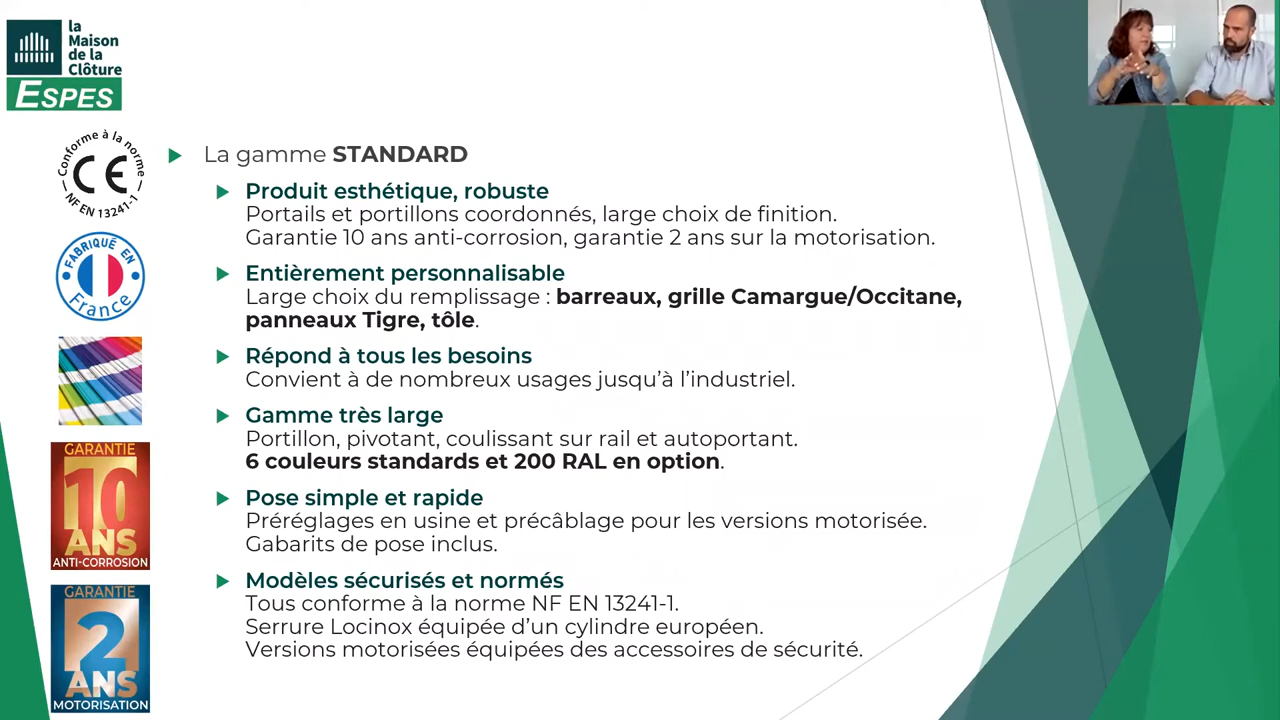 la
Maison
de la
Clôture
ESPES
Conforme à la norme
CE
NF EN 13241-1
FABRIQUÉ EN
France
GARANTIE
10
ANS
ANTI-CORROSION
GARANTIE
2
ANS
MOTORISATION
La gamme STANDARD
Produit esthétique, robuste
Portails et portillons coordonnés, large choix de finition.
Garantie 10 ans anti-corrosion, garantie 2 ans sur la motorisation.
Entièrement personnalisable
Large choix du remplissage : barreaux, grille Camargue/Occitane,
panneaux Tigre, tôle.
Répond à tous les besoins
Convient à de nombreux usages jusqu’à l’industriel.
Gamme très large
Portillon, pivotant, coulissant sur rail et autoportant.
6 couleurs standards et 200 RAL en option.
Pose simple et rapide
Préréglages en usine et précâblage pour les versions motorisée.
Gabarits de pose inclus.
Modèles sécurisés et normés
Tous conforme à la norme NF EN 13241-1.
Serrure Locinox équipée d’un cylindre européen.
Versions motorisées équipées des accessoires de sécurité.